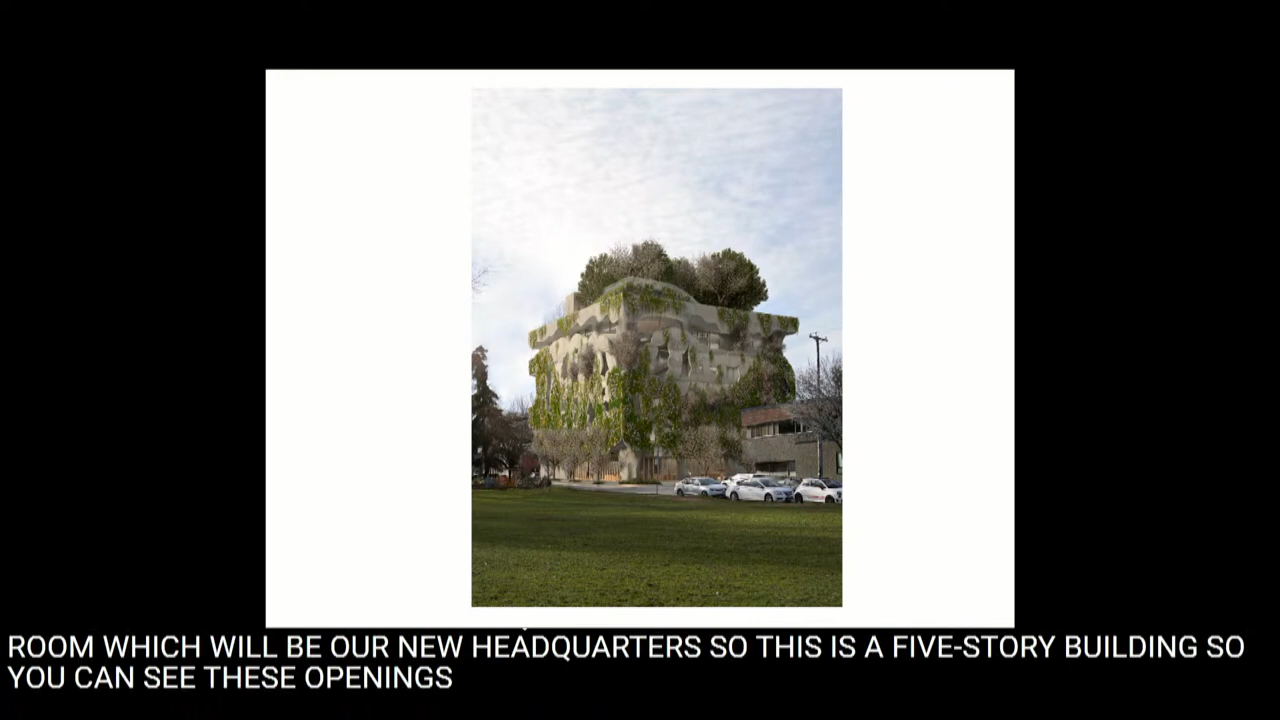 ROOM WHICH WILL BE OUR NEW HEADQUARTERS SO THIS IS A FIVE-STORY BUILDING SO
YOU CAN SEE THESE OPENINGS